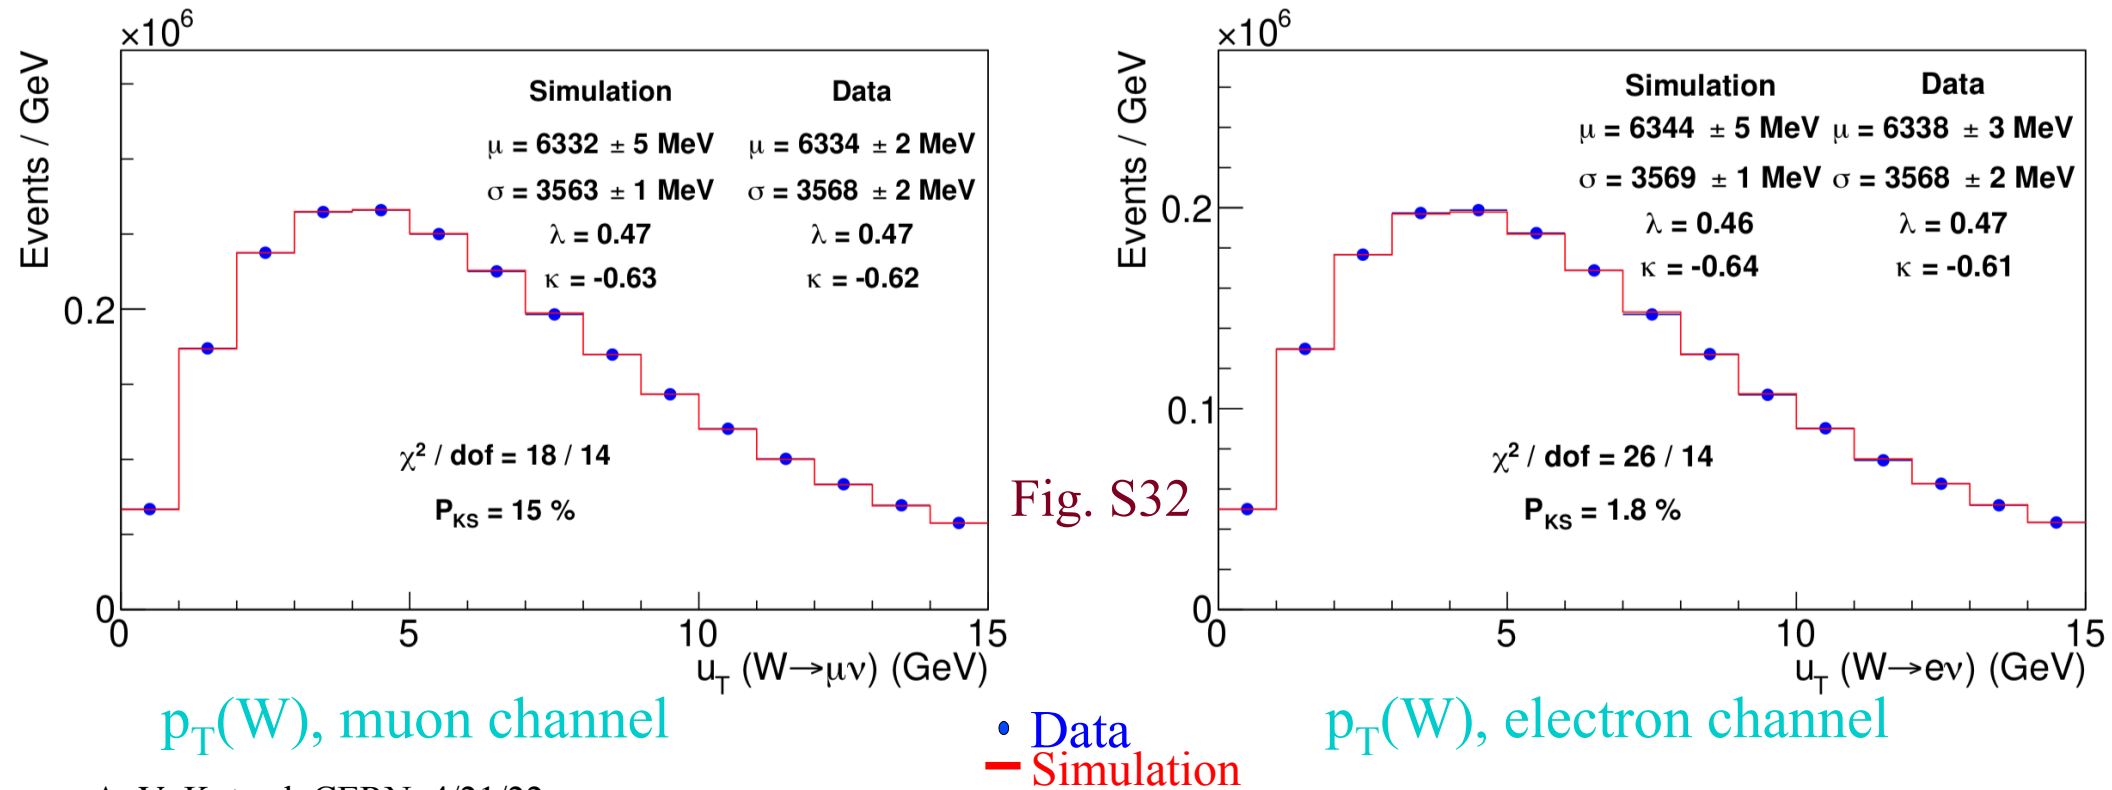 ×10⁶
Events / GeV
Simulation Data
μ = 6332 ± 5 MeV μ = 6334 ± 2 MeV
σ = 3563 ± 1 MeV σ = 3568 ± 2 MeV
λ = 0.47 λ = 0.47
κ = -0.63 κ = -0.62
0.2
χ² / dof = 18 / 14
P_KS = 15 %
0
0 5 10 15
u_T (W→μν) (GeV)
p_T(W), muon channel
Fig. S32
×10⁶
Events / GeV
Simulation Data
μ = 6344 ± 5 MeV μ = 6338 ± 3 MeV
σ = 3569 ± 1 MeV σ = 3568 ± 2 MeV
0.2
λ = 0.46 λ = 0.47
κ = -0.64 κ = -0.61
0.1
χ² / dof = 26 / 14
P_KS = 1.8 %
0
0 5 10 15
u_T (W→eν) (GeV)
p_T(W), electron channel
Data
Simulation